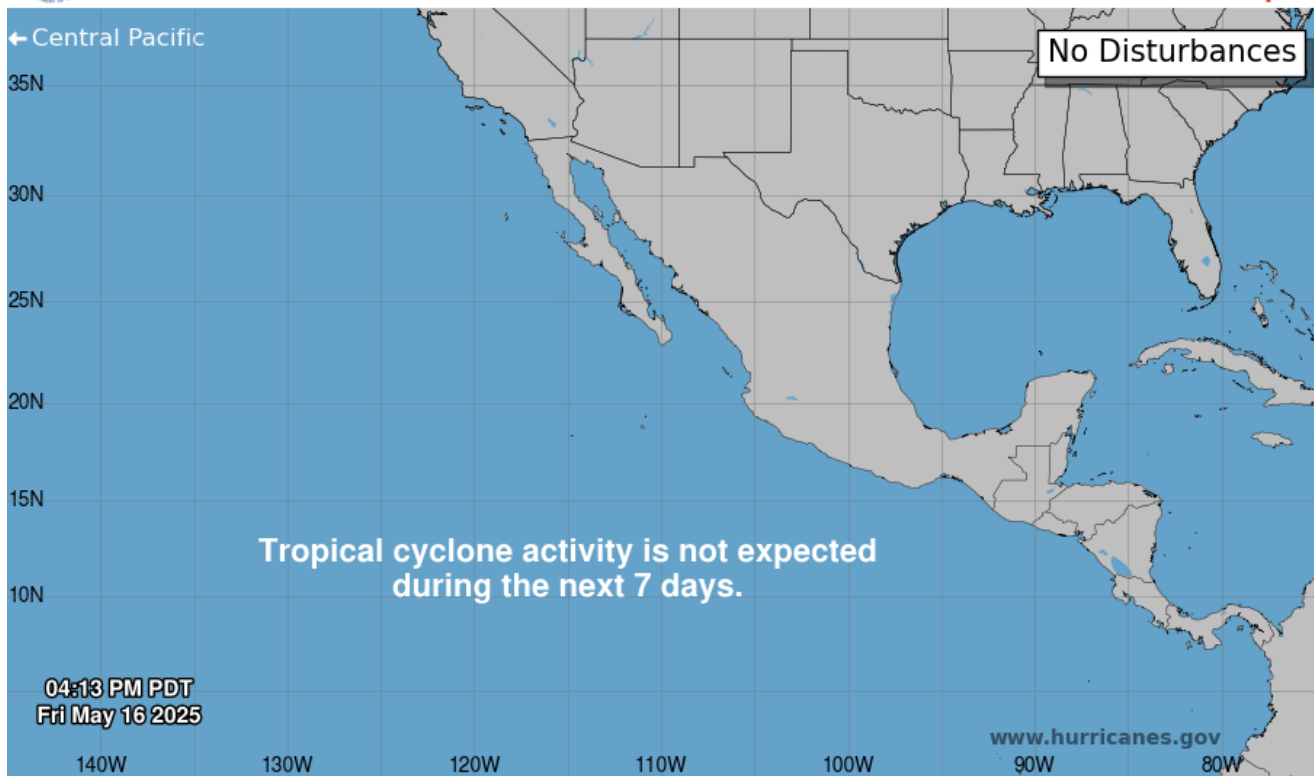 ← Central Pacific
No Disturbances
35N
30N
25N
20N
15N
Tropical cyclone activity is not expected
during the next 7 days.
10N
04:13 PM PDT
Fri May 16 2025
www.hurricanes.gov
140W 130W 120W 110W 100W 90W 80W